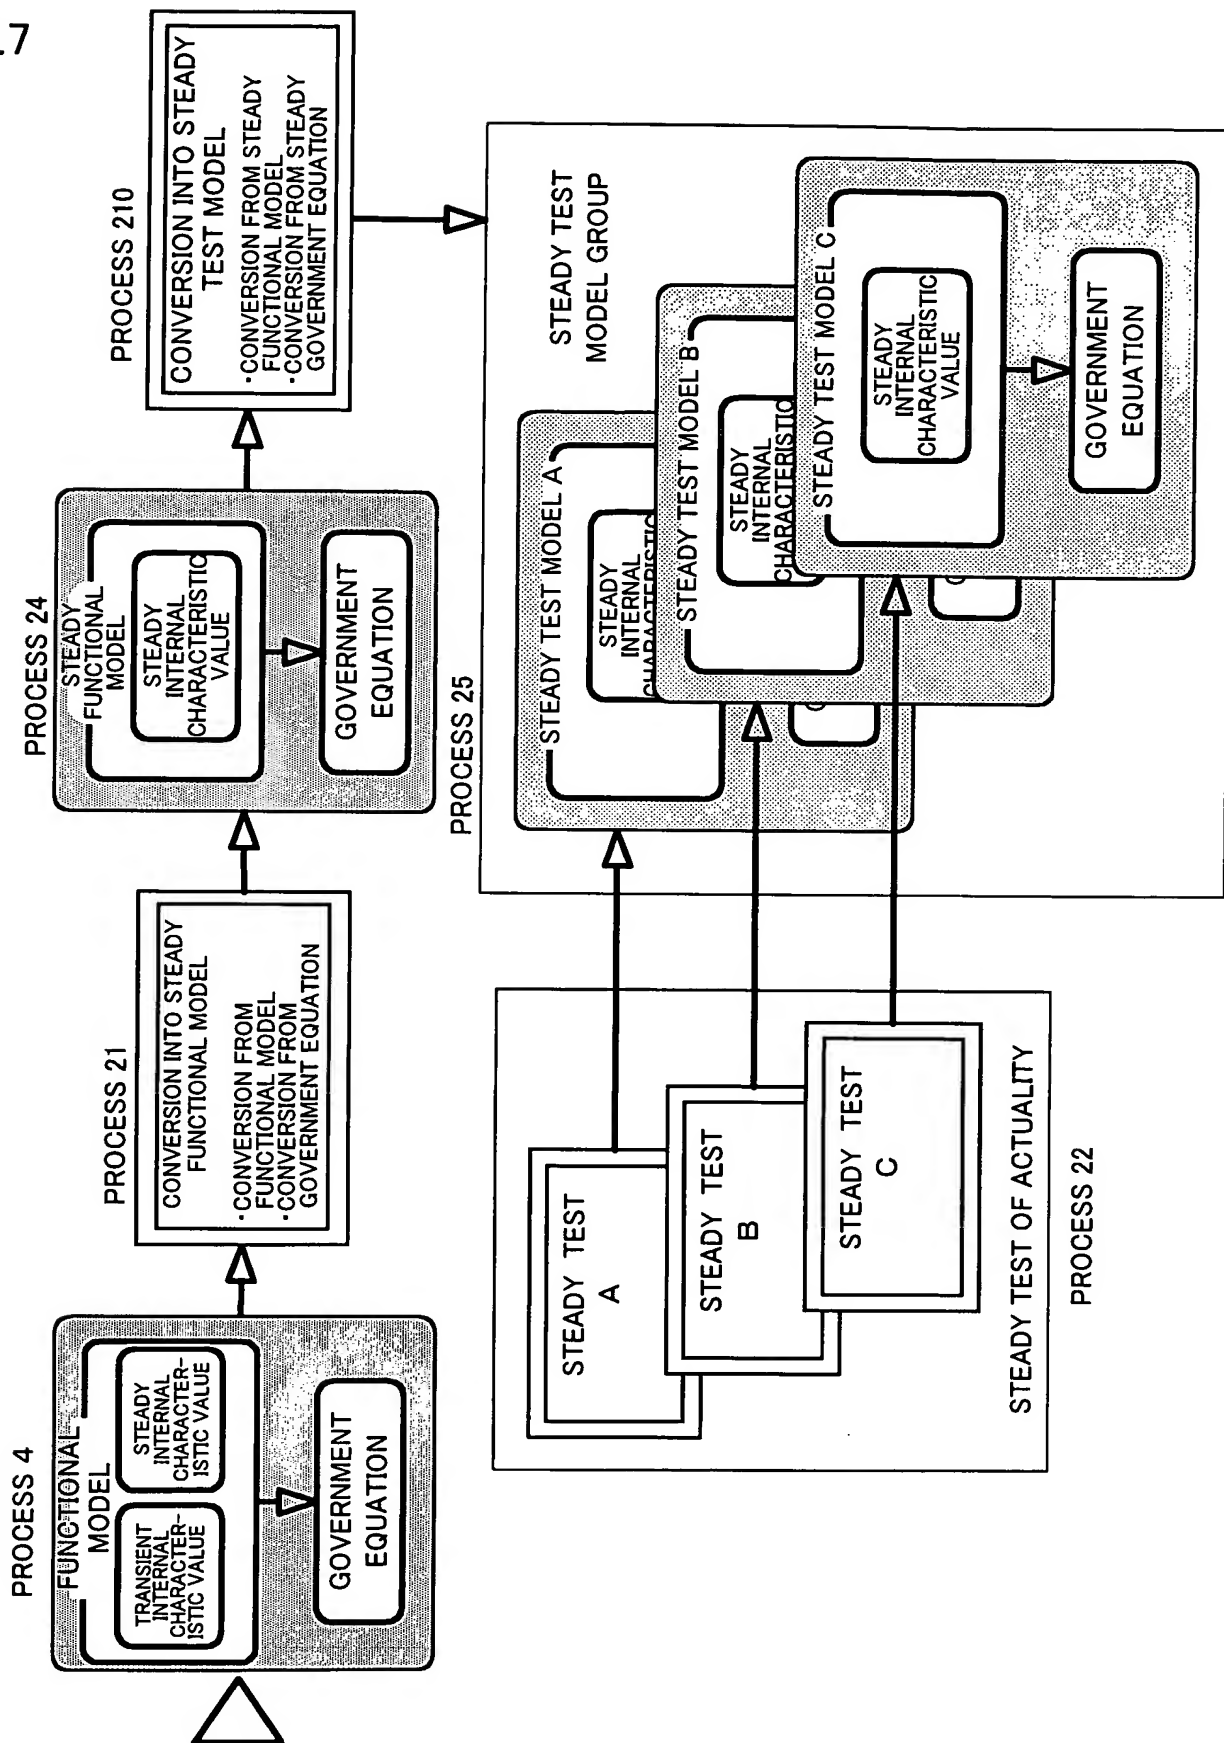 .7
PROCESS 4
FUNCTIONAL
MODEL
TRANSIENT
INTERNAL
CHARACTER-
ISTIC VALUE
STEADY
INTERNAL
CHARACTER-
ISTIC VALUE
GOVERNMENT
EQUATION
PROCESS 21
CONVERSION INTO STEADY
FUNCTIONAL MODEL
・CONVERSION FROM
FUNCTIONAL MODEL
・CONVERSION FROM
GOVERNMENT EQUATION
PROCESS 24
STEADY
FUNCTIONAL
MODEL
STEADY
INTERNAL
CHARACTERISTIC
VALUE
GOVERNMENT
EQUATION
PROCESS 210
CONVERSION INTO STEADY
TEST MODEL
・CONVERSION FROM STEADY
FUNCTIONAL MODEL
・CONVERSION FROM STEADY
GOVERNMENT EQUATION
PROCESS 25
STEADY TEST
MODEL GROUP
STEADY TEST MODEL A
STEADY
INTERNAL
CHARACTERISTIC
STEADY TEST MODEL B
STEADY
INTERNAL
CHARACTERISTIC
STEADY TEST MODEL C
STEADY
INTERNAL
CHARACTERISTIC
VALUE
GOVERNMENT
EQUATION
STEADY TEST
A
STEADY TEST
B
STEADY TEST
C
STEADY TEST OF ACTUALITY
PROCESS 22